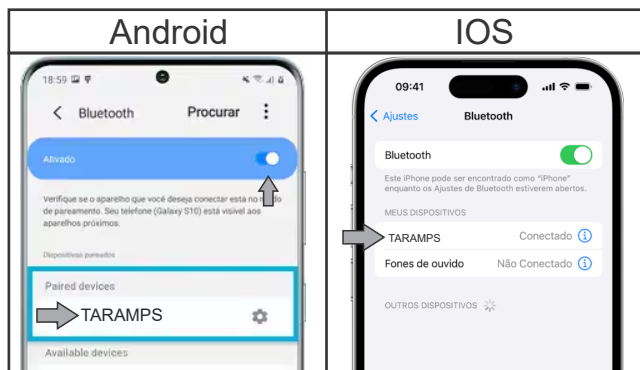 Android
IOS
18:59
Bluetooth Procurar
Ativado
Verifique se o aparelho que você deseja conectar está no modo
de pareamento. Seu telefone (Galaxy S10) está visível aos
aparelhos próximos.
Dispositivos pareados
Paired devices
TARAMPS
Available devices
09:41
Ajustes Bluetooth
Bluetooth
Este iPhone pode ser encontrado como "iPhone"
enquanto os Ajustes de Bluetooth estiverem abertos.
MEUS DISPOSITIVOS
TARAMPS Conectado
Fones de ouvido Não Conectado
OUTROS DISPOSITIVOS